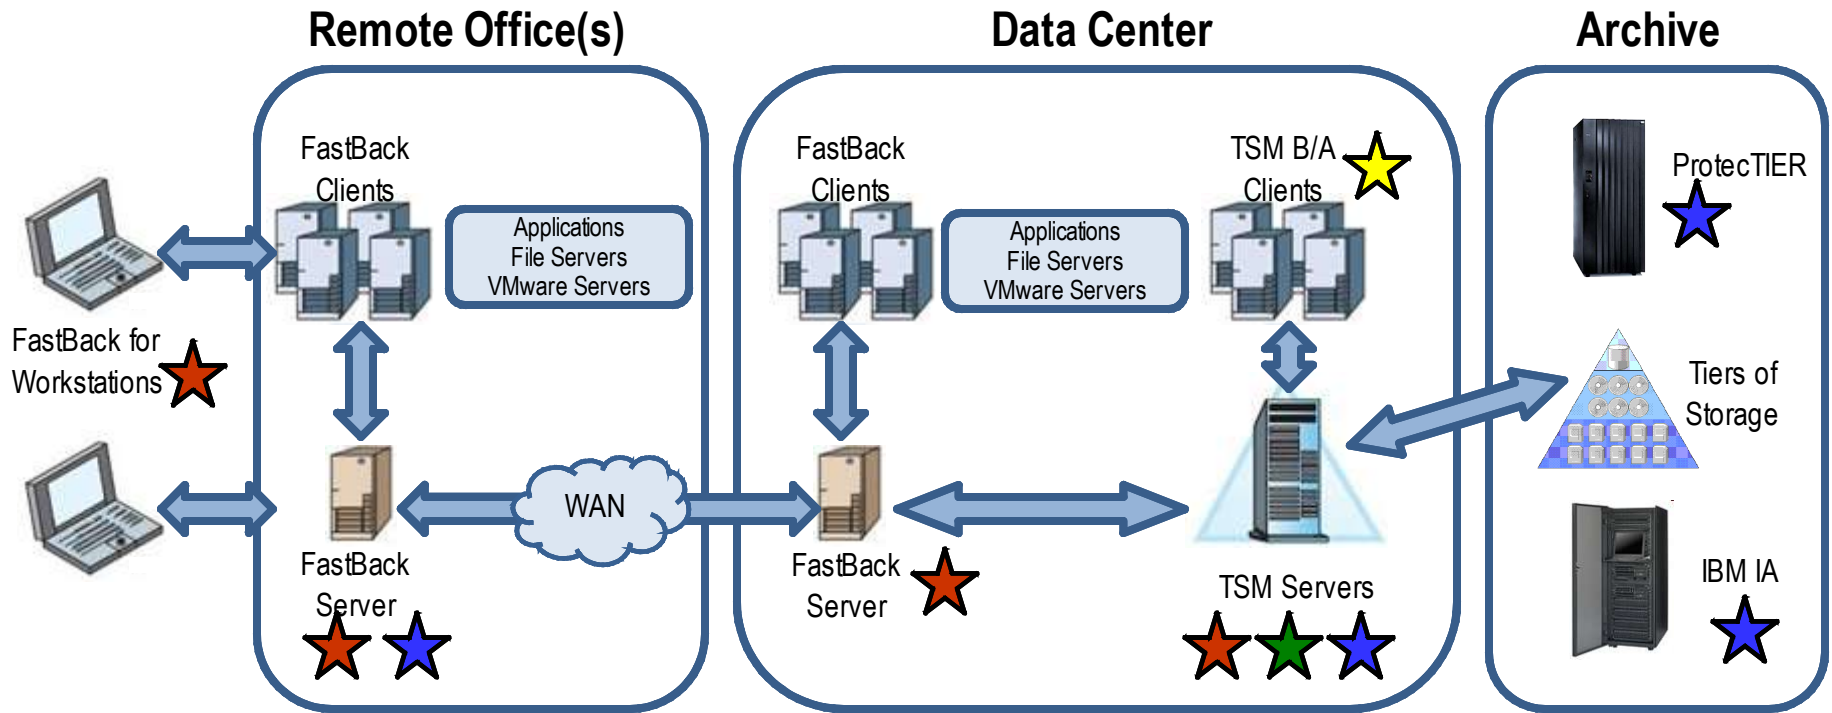 Remote Office(s)
Data Center
Archive
FastBack for
Workstations
FastBack
Clients
Applications
File Servers
VMware Servers
FastBack
Server
WAN
FastBack
Clients
Applications
File Servers
VMware Servers
TSM B/A
Clients
FastBack
Server
TSM Servers
ProtecTIER
Tiers of
Storage
IBM IA